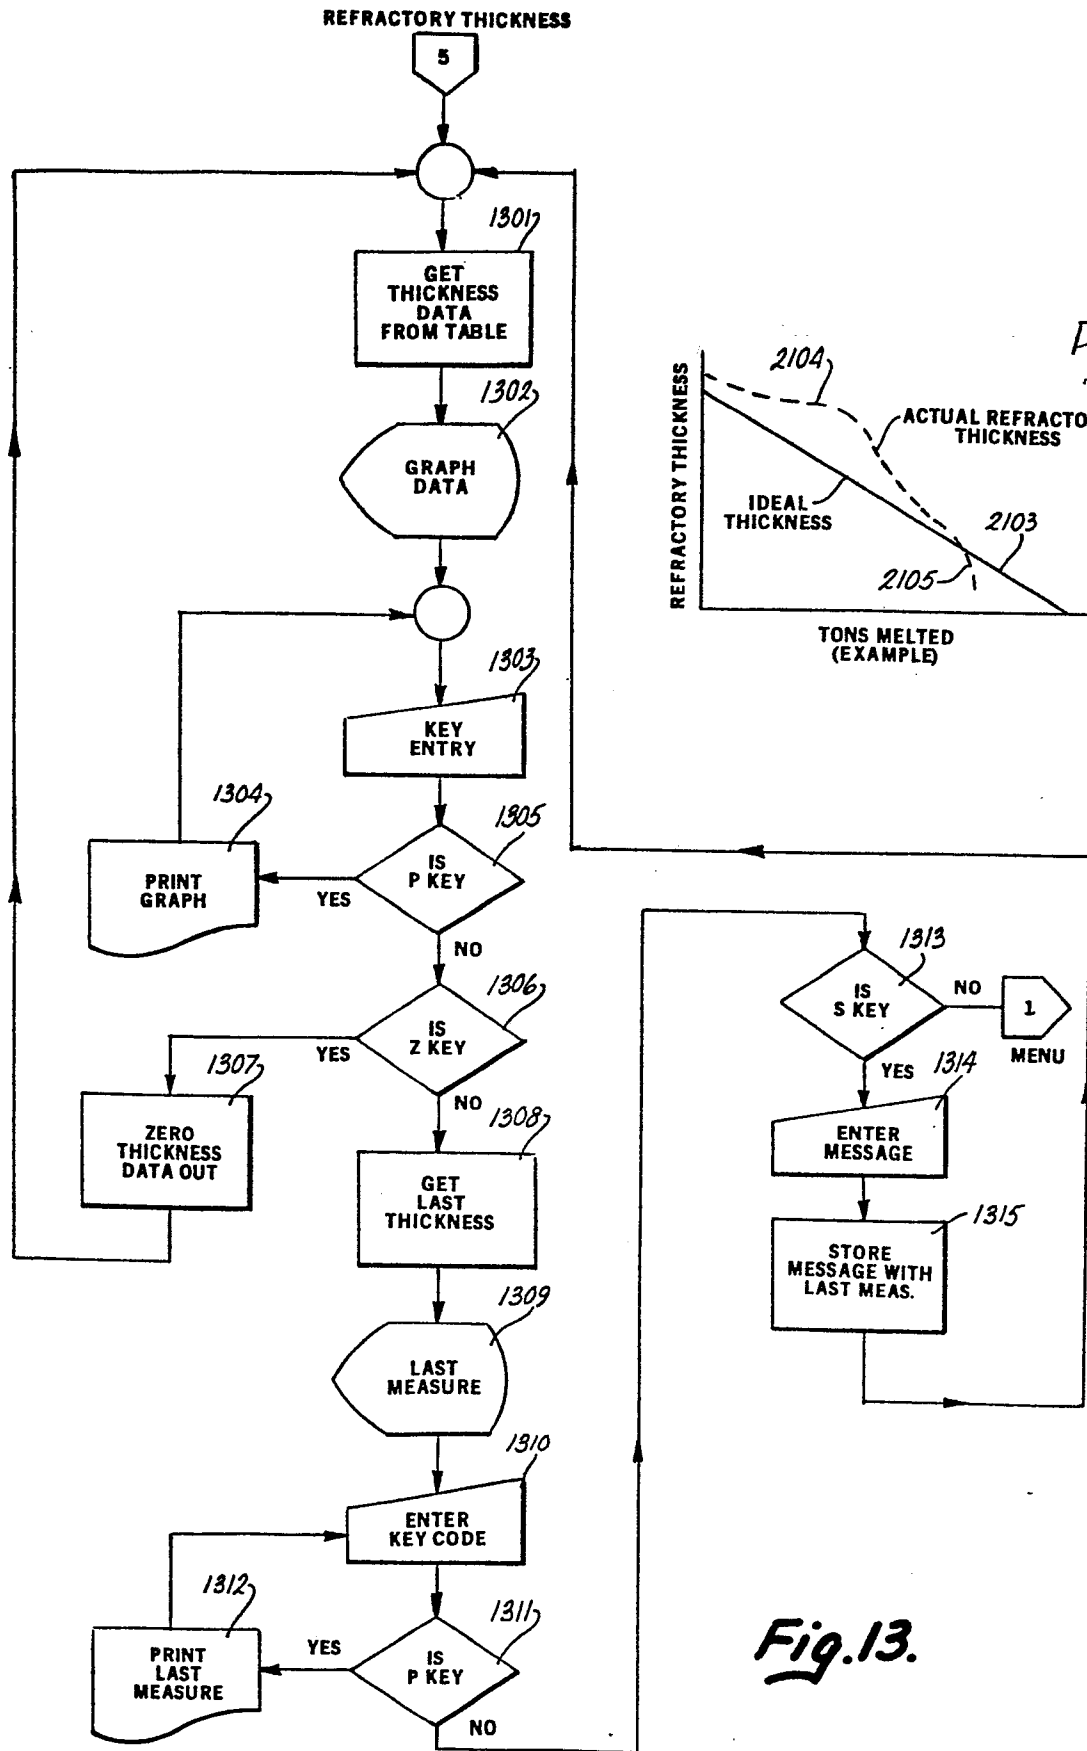 REFRACTORY THICKNESS
5
1301
GET
THICKNESS
DATA
FROM TABLE
1302
GRAPH
DATA
1303
KEY
ENTRY
1304
PRINT
GRAPH
1305
IS
P KEY
YES
NO
1306
IS
Z KEY
YES
NO
1307
ZERO
THICKNESS
DATA OUT
1308
GET
LAST
THICKNESS
1309
LAST
MEASURE
1310
ENTER
KEY CODE
1312
PRINT
LAST
MEASURE
1311
IS
P KEY
YES
NO
REFRACTORY THICKNESS
2104
ACTUAL REFRACTO
THICKNESS
IDEAL
THICKNESS
2103
2105
TONS MELTED
(EXAMPLE)
1313
IS
S KEY
NO
1
MENU
YES
1314
ENTER
MESSAGE
1315
STORE
MESSAGE WITH
LAST MEAS.
Fig.13.